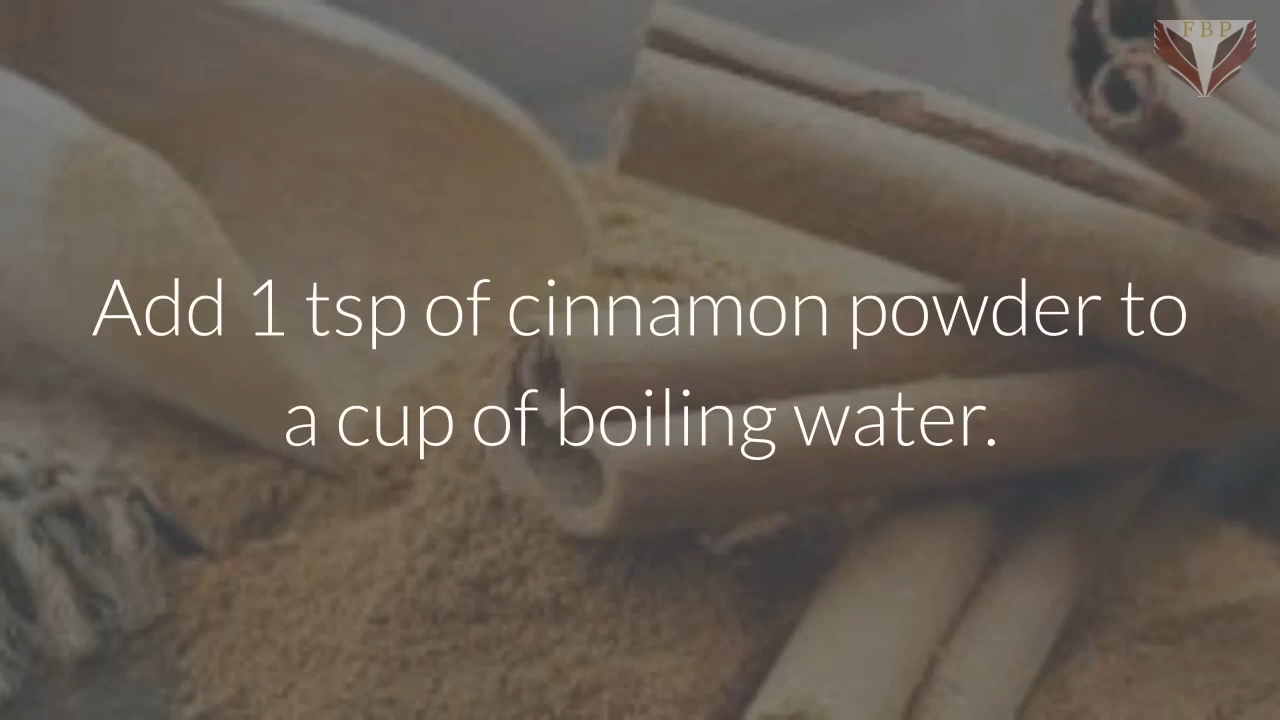 FBP
Add 1 tsp of cinnamon powder to
a cup of boiling water.